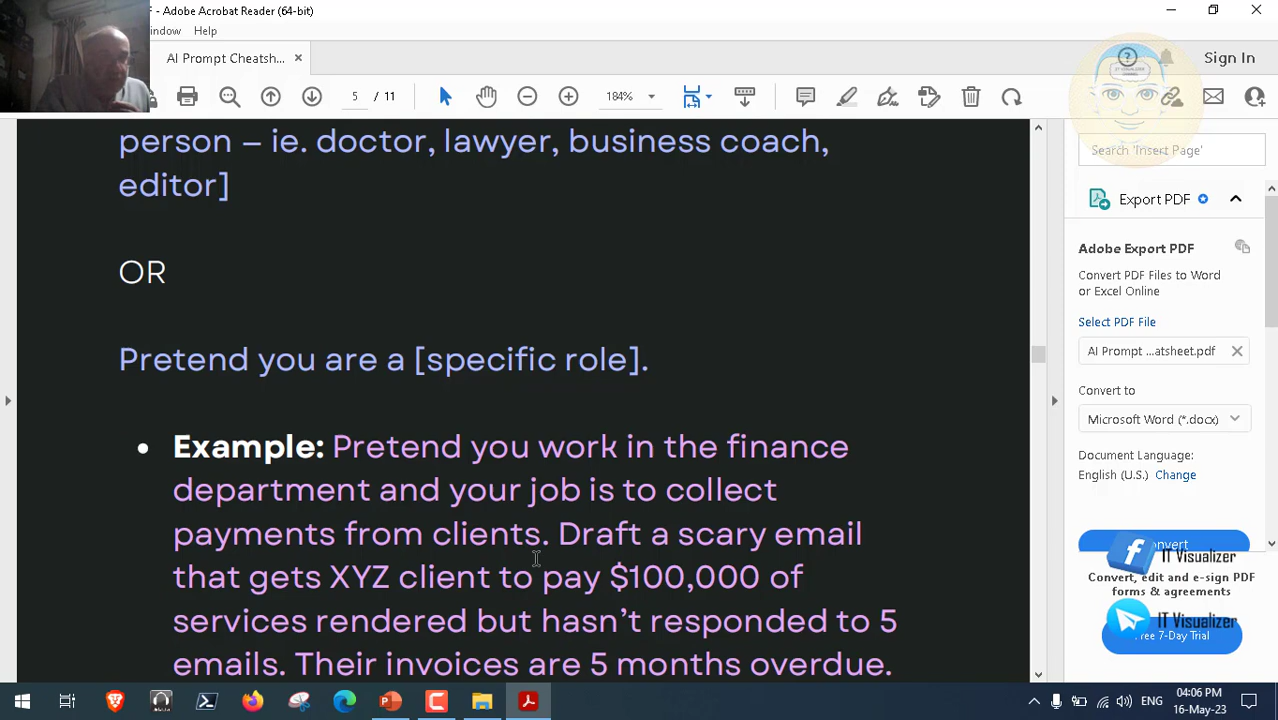 F - Adobe Acrobat Reader (64-bit)
indow Help
AI Prompt Cheatsh...
Sign In
5 / 11
184%
Search 'Insert Page'
person – ie. doctor, lawyer, business coach,
editor]
OR
Pretend you are a [specific role].
• Example: Pretend you work in the finance
department and your job is to collect
payments from clients. Draft a scary email
that gets XYZ client to pay $100,000 of
services rendered but hasn’t responded to 5
emails. Their invoices are 5 months overdue.
Export PDF
Adobe Export PDF
Convert PDF Files to Word
or Excel Online
Select PDF File
AI Prompt ...atsheet.pdf
Convert to
Microsoft Word (*.docx)
Document Language:
English (U.S.) Change
Convert
IT Visualizer
Convert, edit and e-sign PDF
forms & agreements
IT Visualizer
Free 7-Day Trial
ENG
04:06 PM
16-May-23